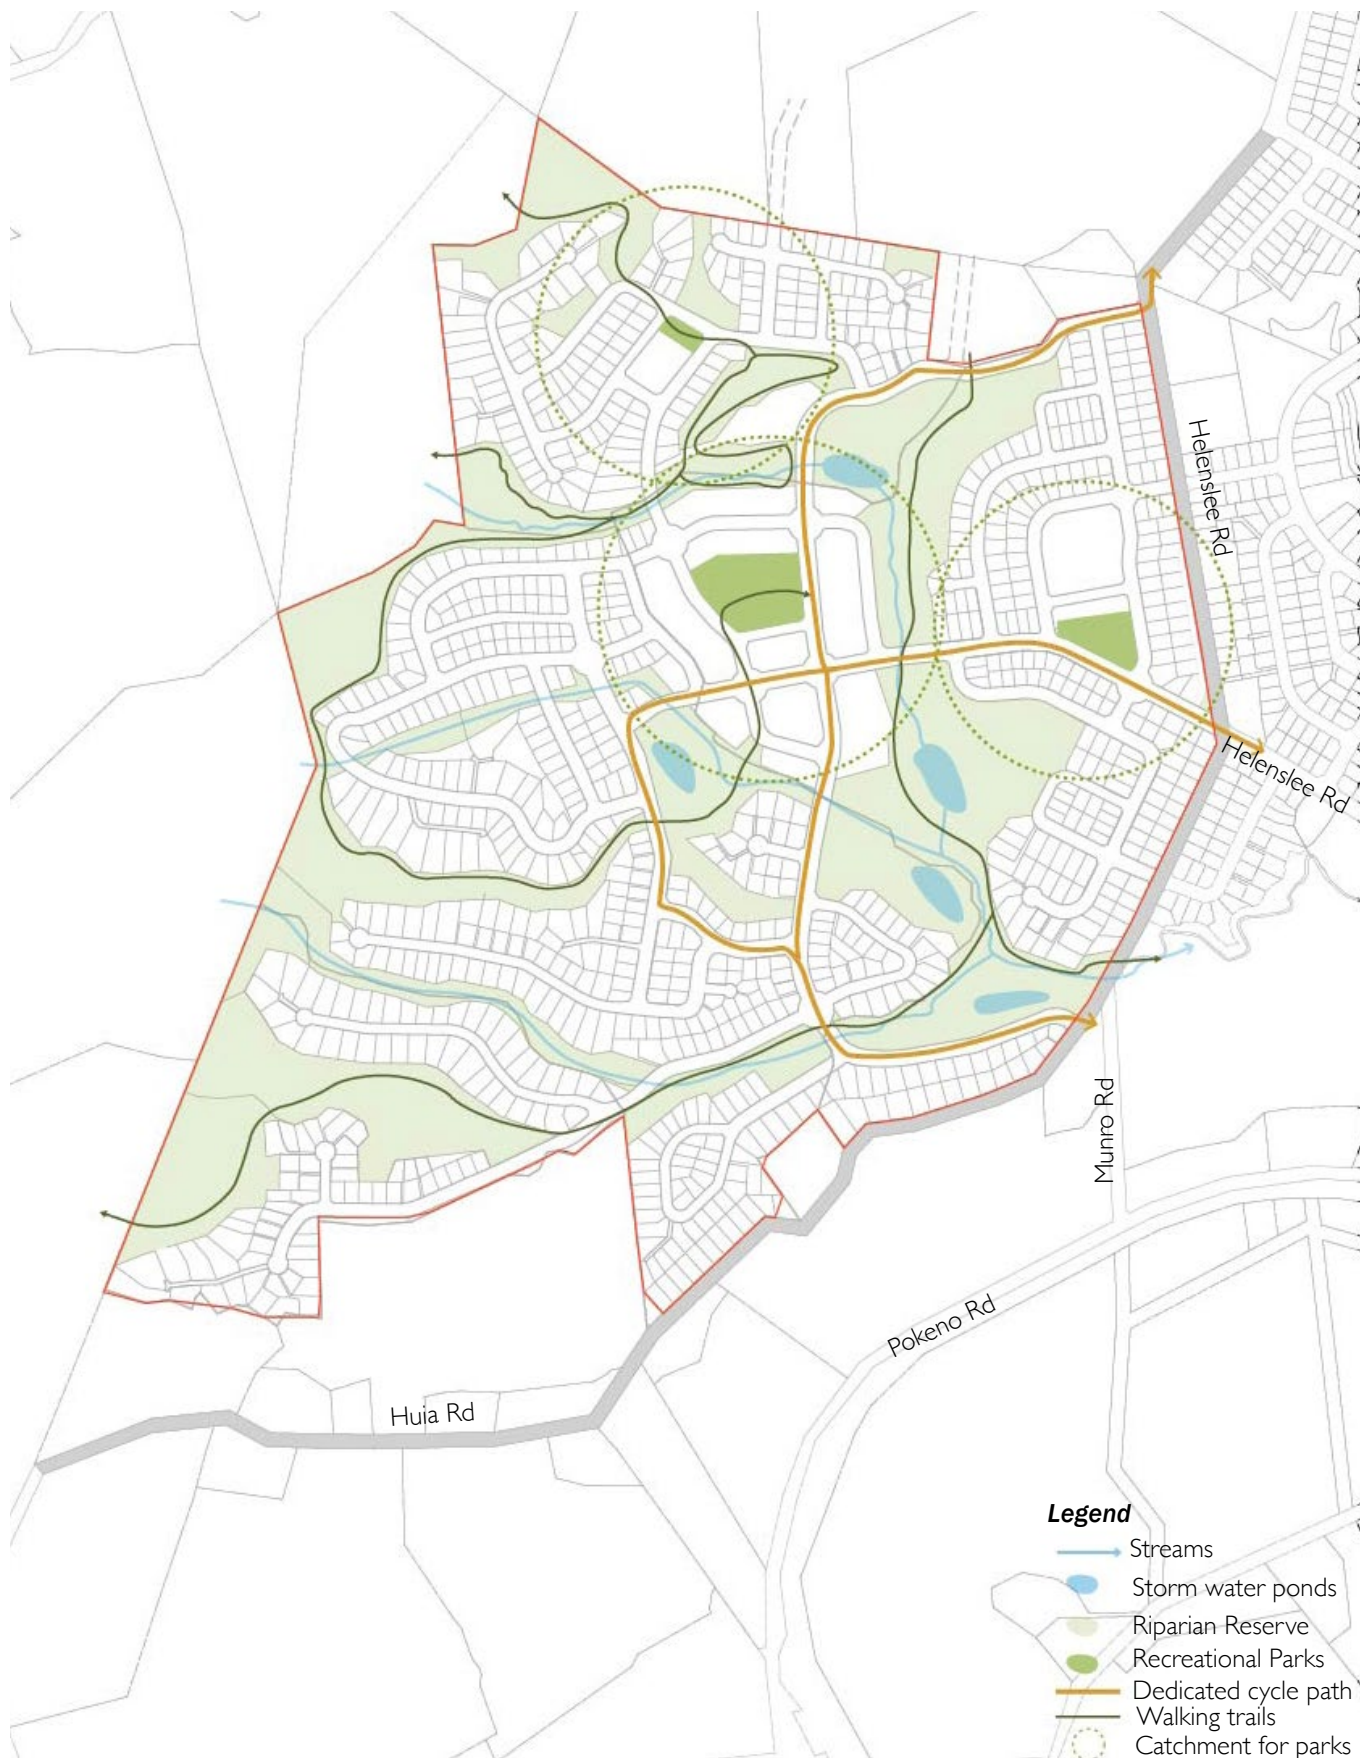 Helenslee Rd
Helenslee Rd
Munro Rd
Pokeno Rd
Huia Rd
Legend
Streams
Storm water ponds
Riparian Reserve
Recreational Parks
Dedicated cycle path
Walking trails
Catchment for parks